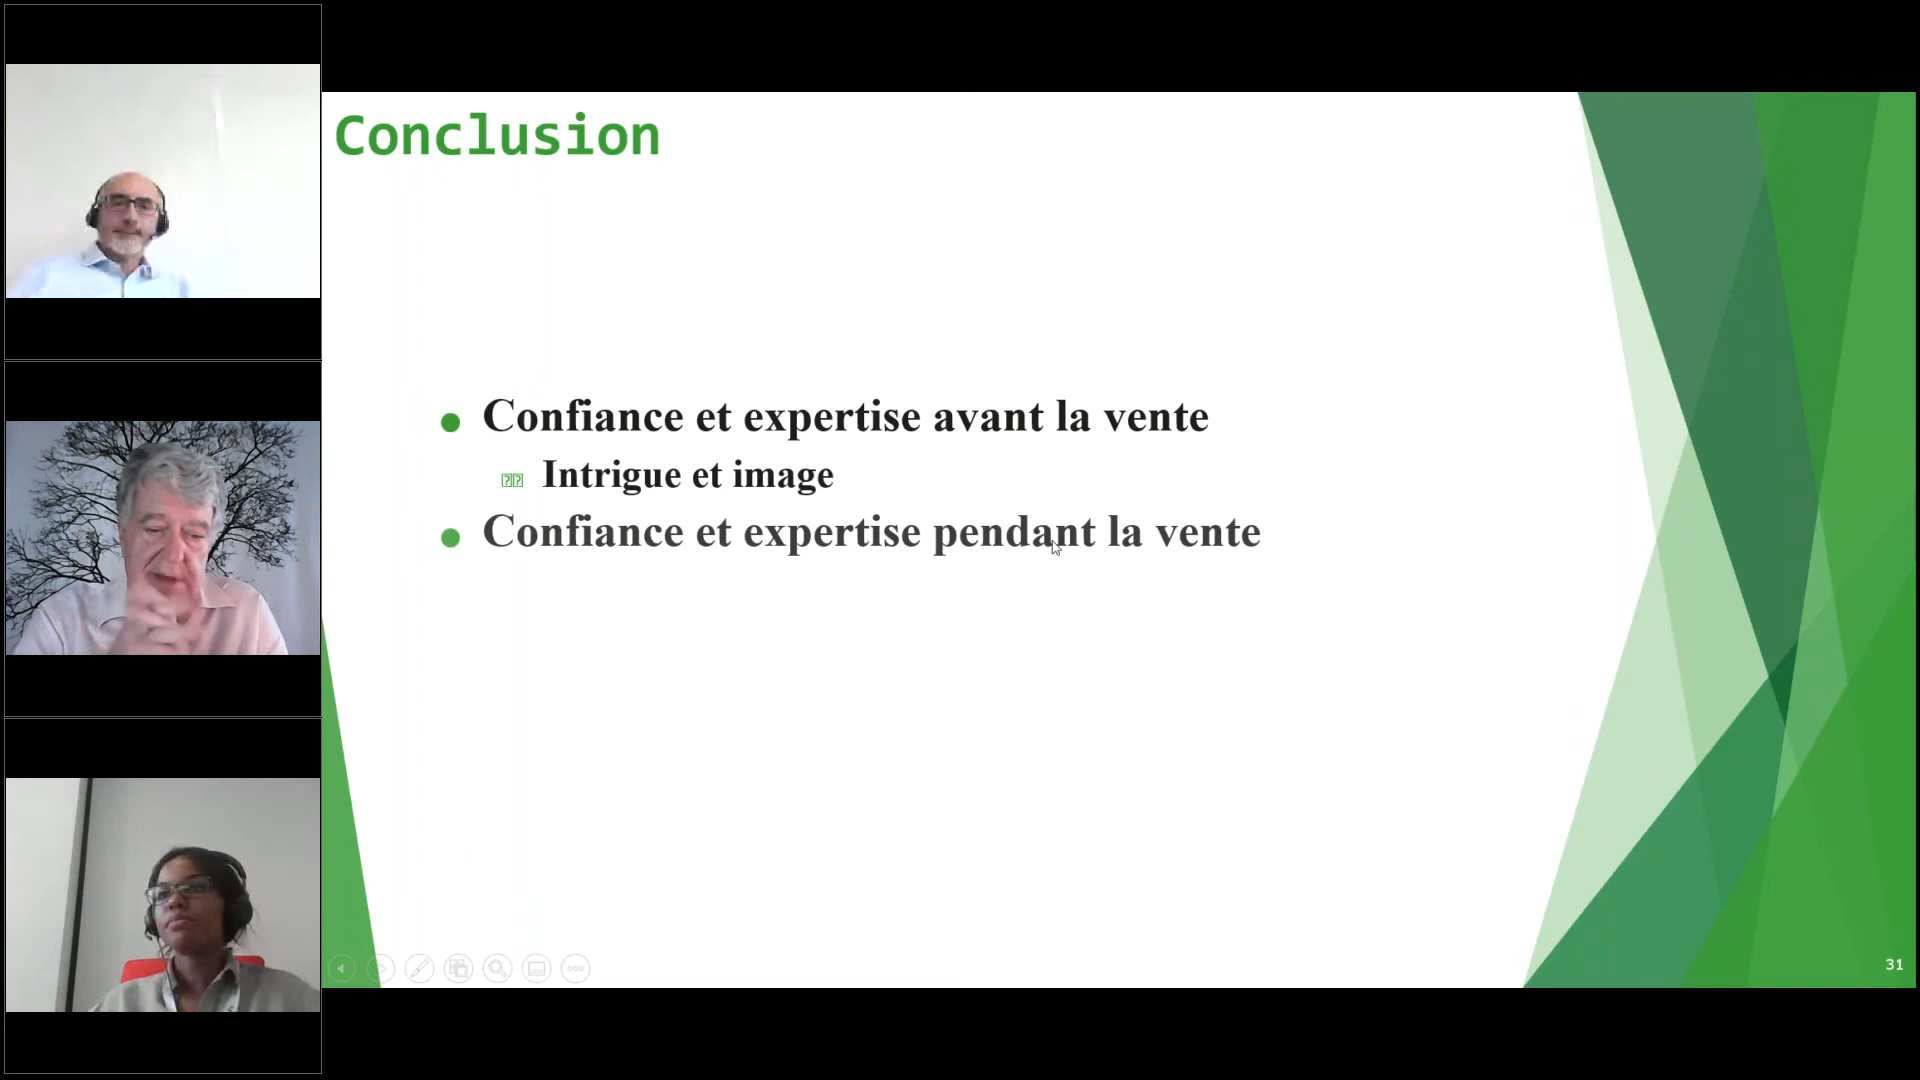 Conclusion
Confiance et expertise avant la vente
Intrigue et image
Confiance et expertise pendant la vente
31